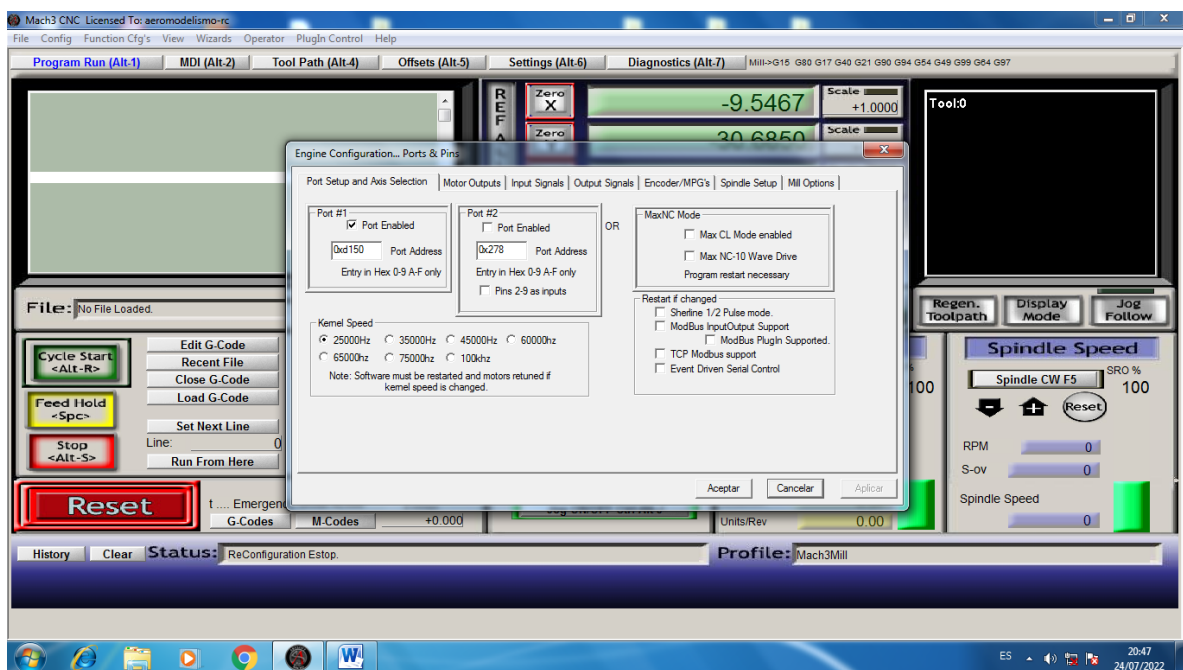 Mach3 CNC Licensed To: aeromodelismo-rc
File Config Function Cfg's View Wizards Operator PlugIn Control Help
Program Run (Alt-1) MDI (Alt-2) Tool Path (Alt-4) Offsets (Alt-5) Settings (Alt-6) Diagnostics (Alt-7) Mill->G15 G80 G17 G40 G21 G90 G94 G54 G49 G99 G64 G97
REF A
Zero X
-9.5467
Scale
+1.0000
Tool:0
Zero
30.6850
Scale
Engine Configuration... Ports & Pins
Port Setup and Axis Selection Motor Outputs Input Signals Output Signals Encoder/MPG's Spindle Setup Mill Options
Port #1
Port Enabled
0xd150 Port Address
Entry in Hex 0-9 A-F only
Port #2
Port Enabled
0x278 Port Address
Entry in Hex 0-9 A-F only
Pins 2-9 as inputs
OR
MaxNC Mode
Max CL Mode enabled
Max NC-10 Wave Drive
Program restart necessary
Kernel Speed
25000Hz 35000Hz 45000Hz 60000hz
65000hz 75000hz 100khz
Note: Software must be restarted and motors retuned if
kernel speed is changed.
Restart if changed
Sherline 1/2 Pulse mode.
ModBus InputOutput Support
ModBus PlugIn Supported.
TCP Modbus support
Event Driven Serial Control
Aceptar Cancelar Aplicar
File: No File Loaded.
Regen. Toolpath
Display Mode
Jog Follow
Cycle Start
<Alt-R>
Feed Hold
<Spc>
Stop
<Alt-S>
Edit G-Code
Recent File
Close G-Code
Load G-Code
Set Next Line
Line: 0
Run From Here
100
Spindle Speed
Spindle CW F5
SRO %
100
Reset
RPM 0
S-ov 0
Spindle Speed
0
Reset
t .... Emergenc
G-Codes M-Codes +0.000
Units/Rev 0.00
History Clear Status: ReConfiguration Estop. Profile: Mach3Mill
ES 20:47
24/07/2022